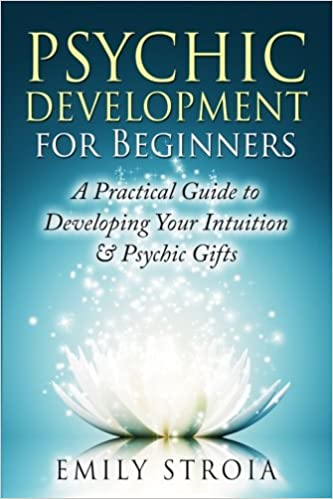 PSYCHIC
DEVELOPMENT
FOR BEGINNERS
A Practical Guide to
Developing Your Intuition
& Psychic Gifts
EMILY STROIA